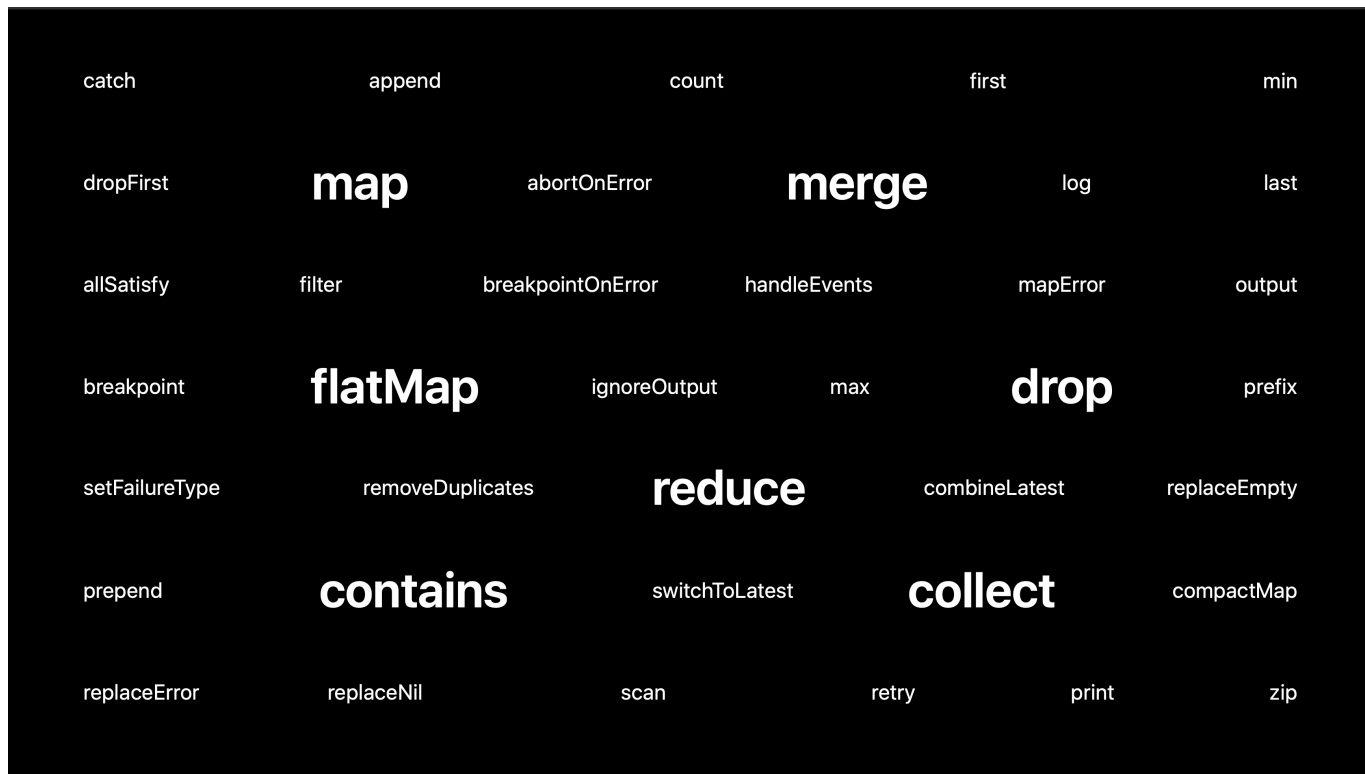 catch append count first min
dropFirst map abortOnError merge log last
allSatisfy filter breakpointOnError handleEvents mapError output
breakpoint flatMap ignoreOutput max drop prefix
setFailureType removeDuplicates reduce combineLatest replaceEmpty
prepend contains switchToLatest collect compactMap
replaceError replaceNil scan retry print zip